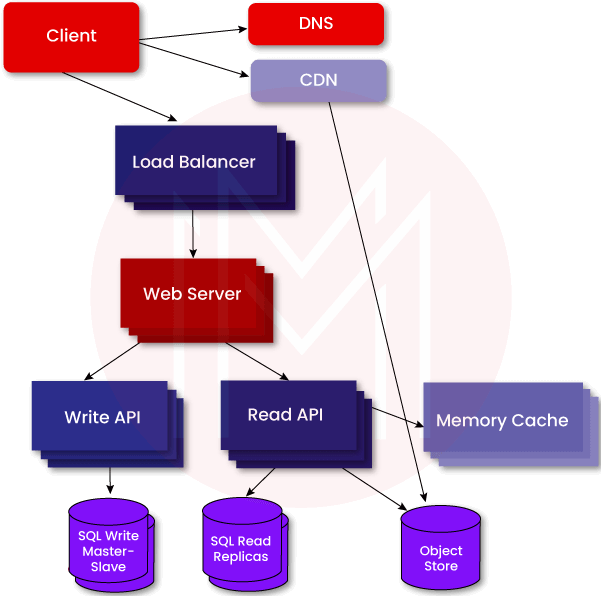 Client
DNS
CDN
Load Balancer
Web Server
Write API
Read API
Memory Cache
SQL Write
Master-
Slave
SQL Read
Replicas
Object
Store